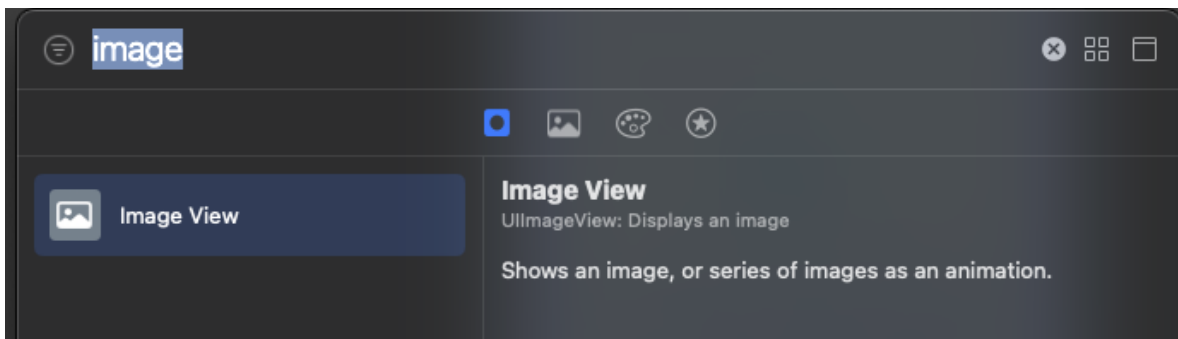 image
Image View
Image View
UIImageView: Displays an image
Shows an image, or series of images as an animation.